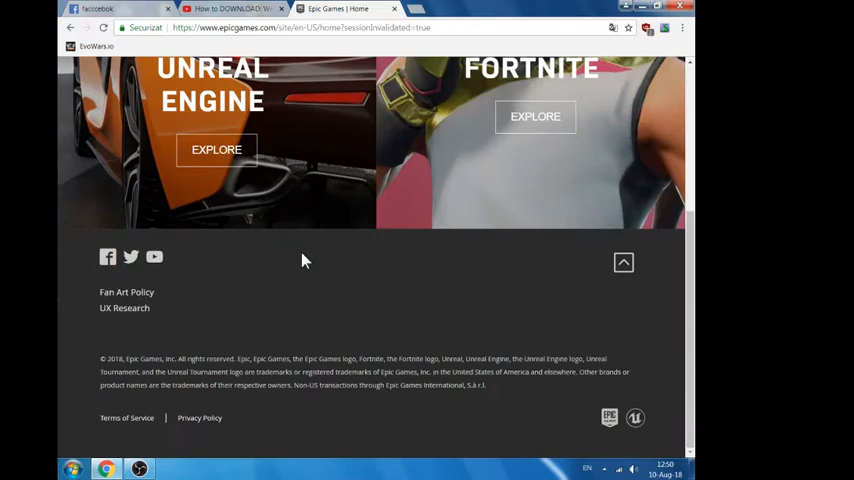 facccebok
How to DOWNLOAD: We
Epic Games | Home
Securizat
https://www.epicgames.com/site/en-US/home?sessionInvalidated=true
EvoWars.io
UNREAL
ENGINE
EXPLORE
FORTNITE
EXPLORE
Fan Art Policy
UX Research
© 2018, Epic Games, Inc. All rights reserved. Epic, Epic Games, the Epic Games logo, Fortnite, the Fortnite logo, Unreal, Unreal Engine, the Unreal Engine logo, Unreal
Tournament, and the Unreal Tournament logo are trademarks or registered trademarks of Epic Games, Inc. in the United States of America and elsewhere. Other brands or
product names are the trademarks of their respective owners. Non-US transactions through Epic Games International, S.à r.l.
Terms of Service | Privacy Policy
EPIC
EN
12:50
10-Aug-18